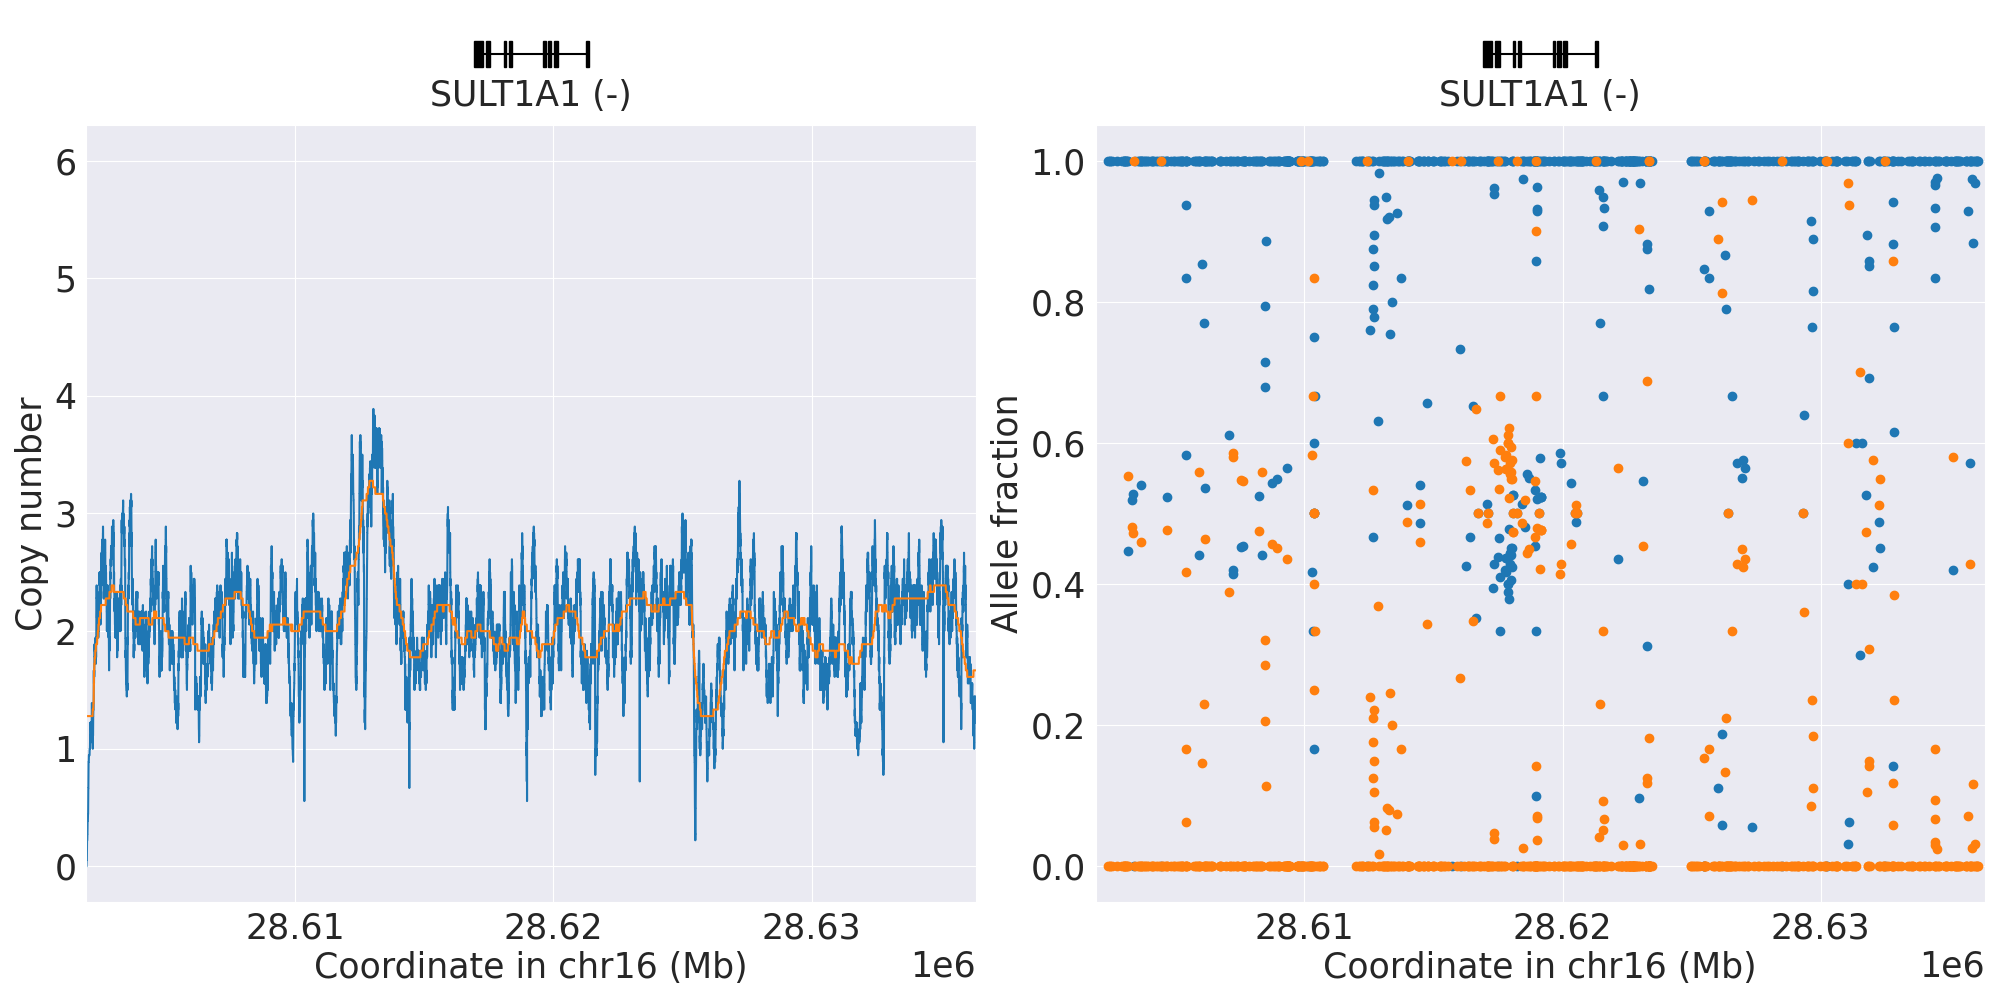 SULT1A1 (-)
6
5
4
3
2
1
0
Copy number
28.61
28.62
28.63
Coordinate in chr16 (Mb)
1e6
SULT1A1 (-)
1.0
0.8
0.6
0.4
0.2
0.0
Allele fraction
28.61
28.62
28.63
Coordinate in chr16 (Mb)
1e6